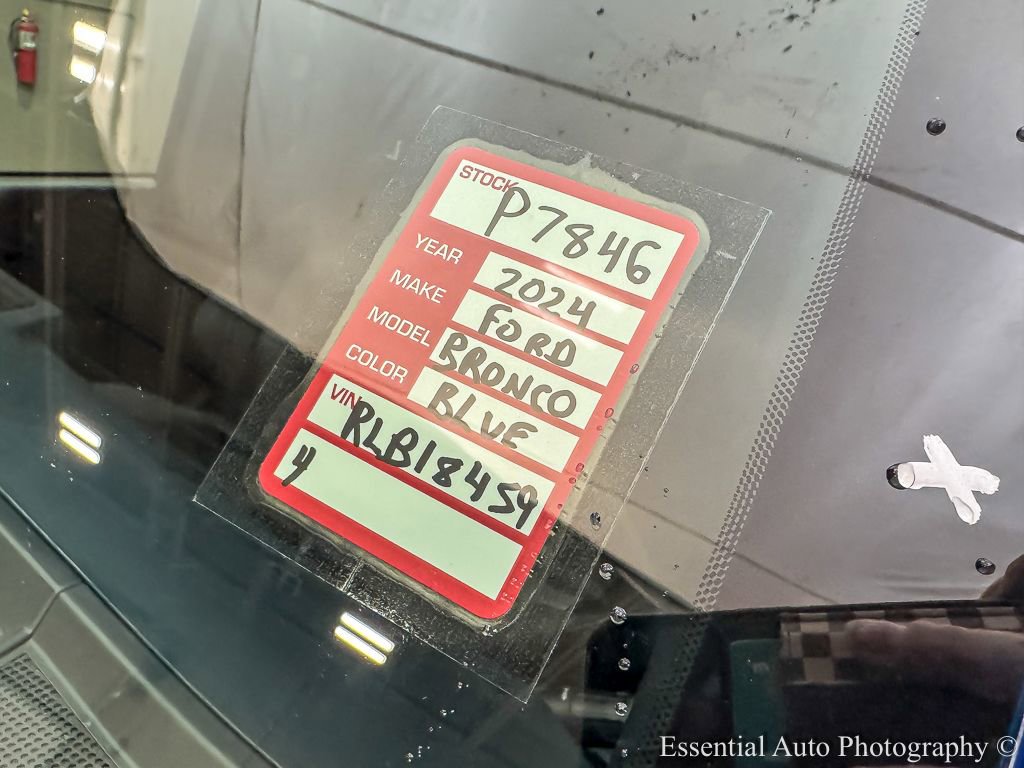 STOCK P7846
YEAR 2024
MAKE FORD
MODEL BRONCO
COLOR BLUE
VIN RLB18459
4
Essential Auto Photography ©